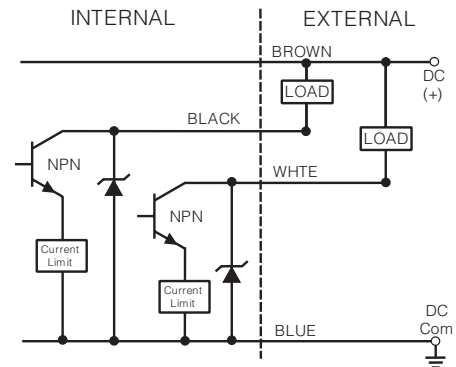 INTERNAL
EXTERNAL
BROWN
DC
(+)
LOAD
BLACK
LOAD
NPN
WHTE
NPN
Current
Limit
Current
Limit
DC
Com
BLUE